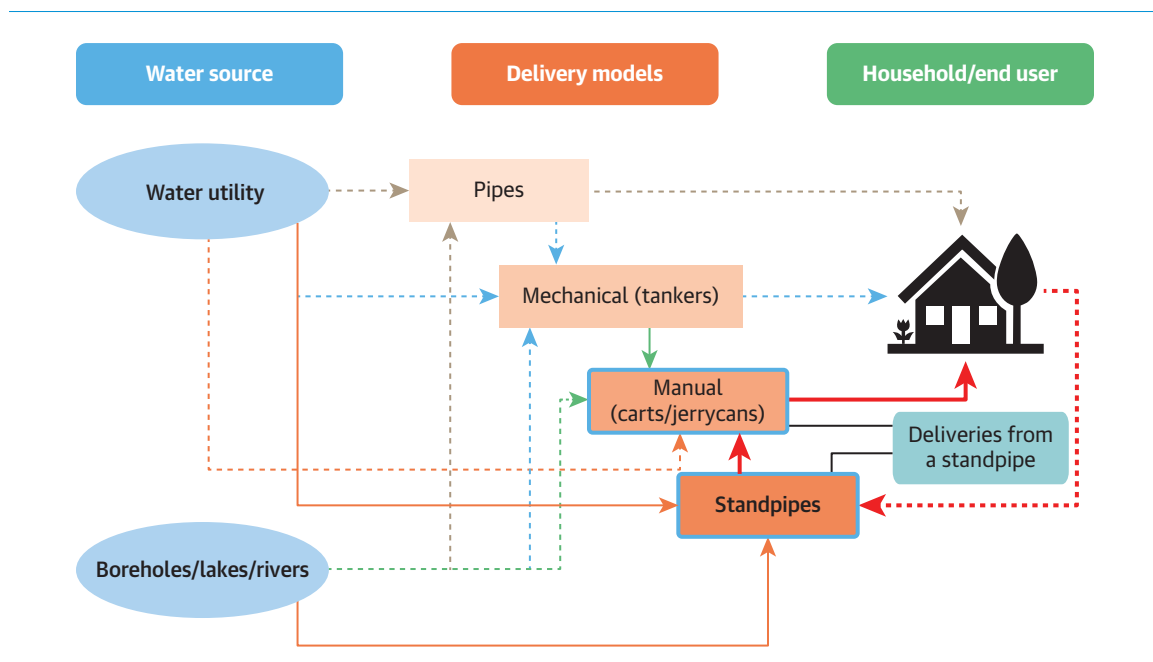 Water source
Delivery models
Household/end user
Water utility
Pipes
Mechanical (tankers)
Manual
(carts/jerrycans)
Deliveries from
a standpipe
Standpipes
Boreholes/lakes/rivers